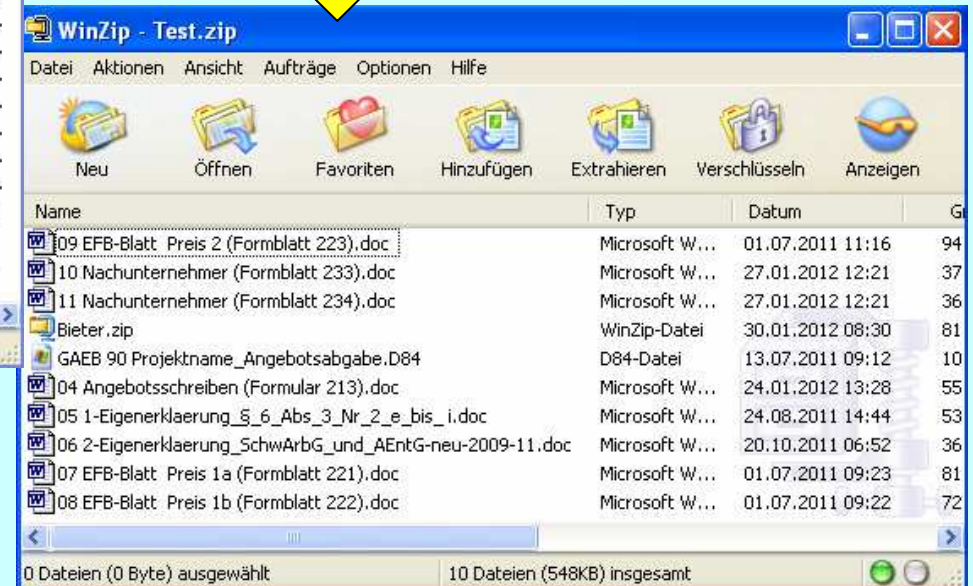 WinZip - Test.zip
Datei Aktionen Ansicht Aufträge Optionen Hilfe
Neu Öffnen Favoriten Hinzufügen Extrahieren Verschlüsseln Anzeigen
Name Typ Datum
09 EFB-Blatt Preis 2 (Formblatt 223).doc Microsoft W... 01.07.2011 11:16 94
10 Nachunternehmer (Formblatt 233).doc Microsoft W... 27.01.2012 12:21 37
11 Nachunternehmer (Formblatt 234).doc Microsoft W... 27.01.2012 12:21 36
Bieter.zip WinZip-Datei 30.01.2012 08:30 81
GAEB 90 Projektname_Angebotsabgabe.D84 D84-Datei 13.07.2011 09:12 10
04 Angebotsschreiben (Formular 213).doc Microsoft W... 24.01.2012 13:28 55
05 1-Eigenerklaerung_§_6_Abs_3_Nr_2_e_bis_i.doc Microsoft W... 24.08.2011 14:44 53
06 2-Eigenerklaerung_SchwArbG_und_AEntG-neu-2009-11.doc Microsoft W... 20.10.2011 06:52 36
07 EFB-Blatt Preis 1a (Formblatt 221).doc Microsoft W... 01.07.2011 09:23 81
08 EFB-Blatt Preis 1b (Formblatt 222).doc Microsoft W... 01.07.2011 09:22 72
0 Dateien (0 Byte) ausgewählt 10 Dateien (548KB) insgesamt